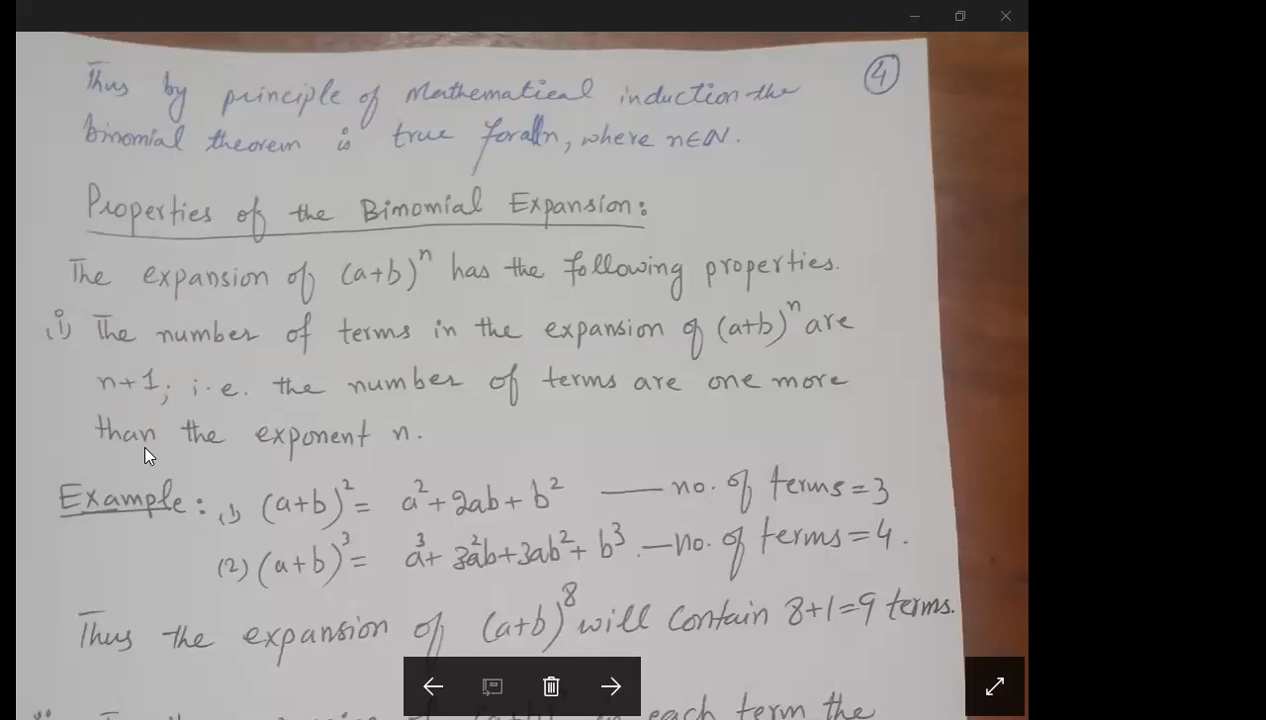 4
Thus by principle of Mathematical induction the
binomial theorem is true for all n, where n∈N.
Properties of the Binomial Expansion:
The expansion of (a+b)^n has the following properties.
(i) The number of terms in the expansion of (a+b)^n are
n+1; i.e. the number of terms are one more
than the exponent n.
Example: (1) (a+b)^2 = a^2+2ab+b^2 — no. of terms=3
(2) (a+b)^3 = a^3+3a^2b+3ab^2+b^3. — no. of terms=4.
Thus the expansion of (a+b)^8 will contain 8+1=9 terms.
in each term the